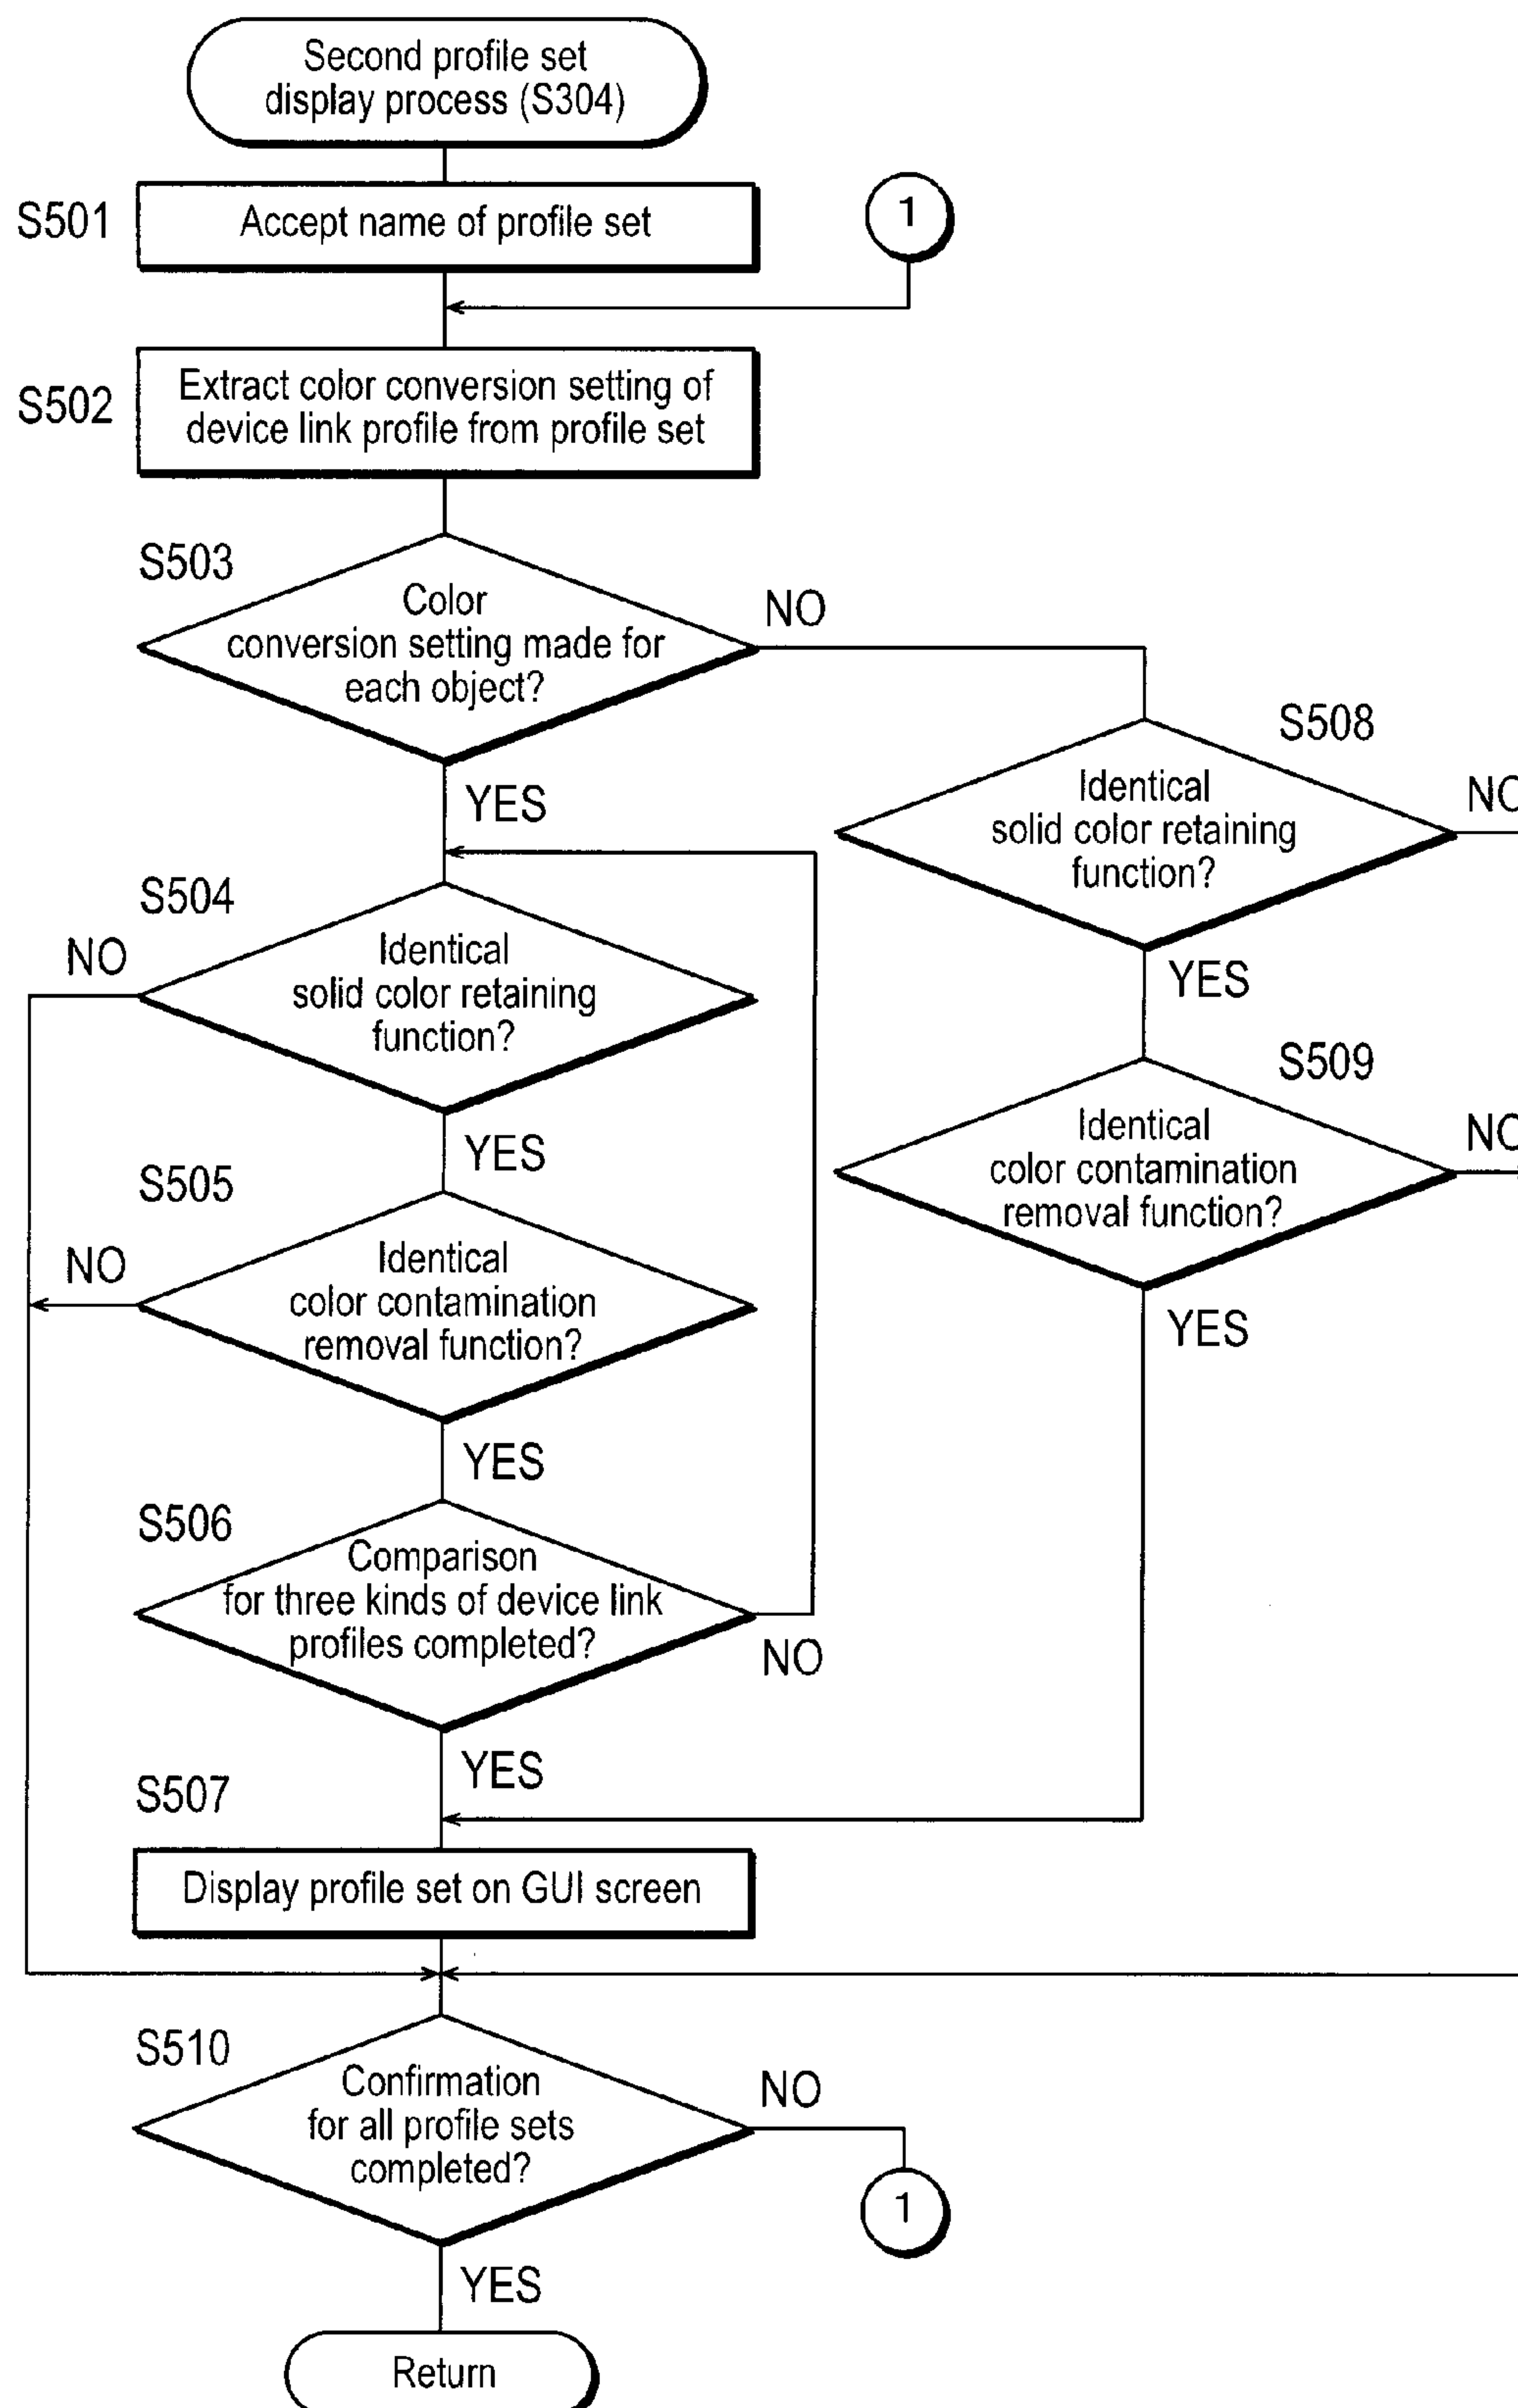 Second profile set
display process (S304)
S501
Accept name of profile set
1
S502
Extract color conversion setting of
device link profile from profile set
S503
Color
conversion setting made for
each object?
NO
YES
S508
Identical
solid color retaining
function?
NO
YES
S504
Identical
solid color retaining
function?
NO
YES
S509
Identical
color contamination
removal function?
NO
YES
S505
Identical
color contamination
removal function?
NO
YES
S506
Comparison
for three kinds of device link
profiles completed?
NO
YES
S507
Display profile set on GUI screen
S510
Confirmation
for all profile sets
completed?
NO
1
YES
Return